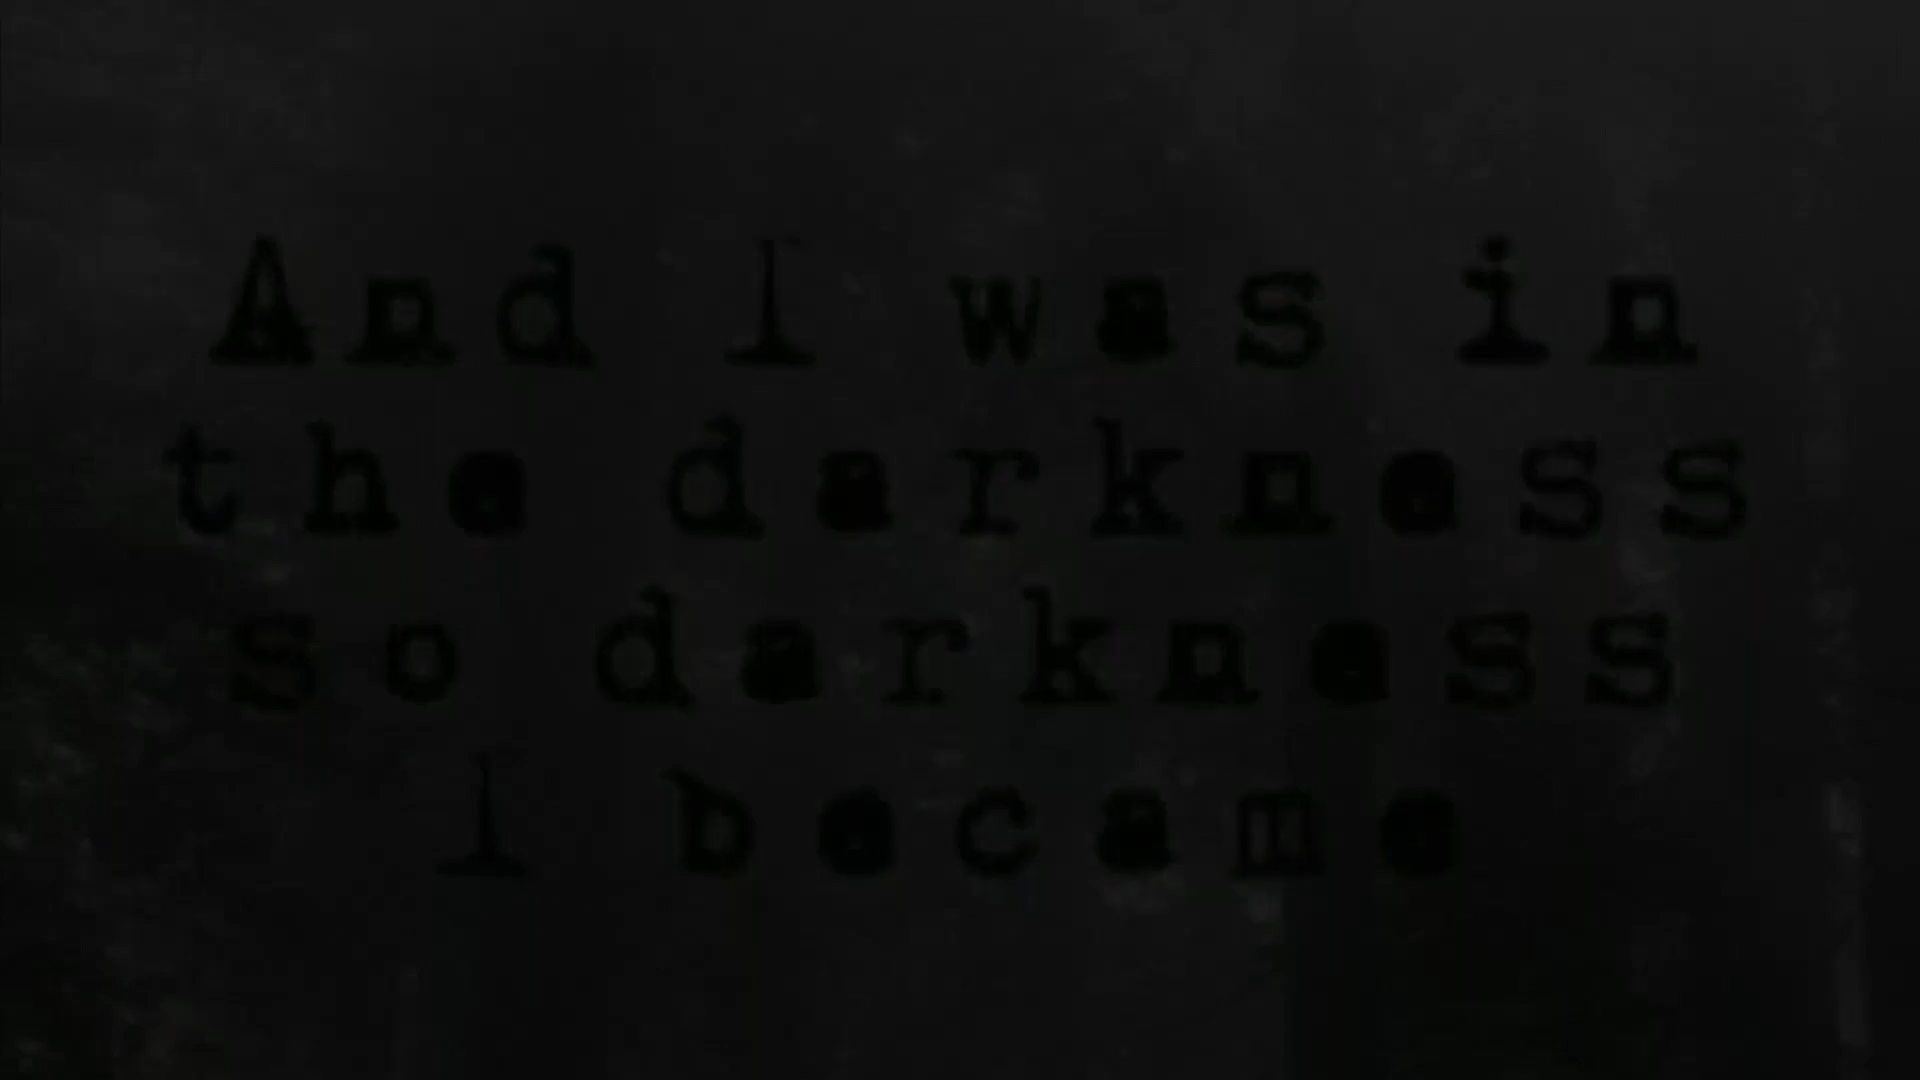 And I was in
the darkness
so darkness
I became